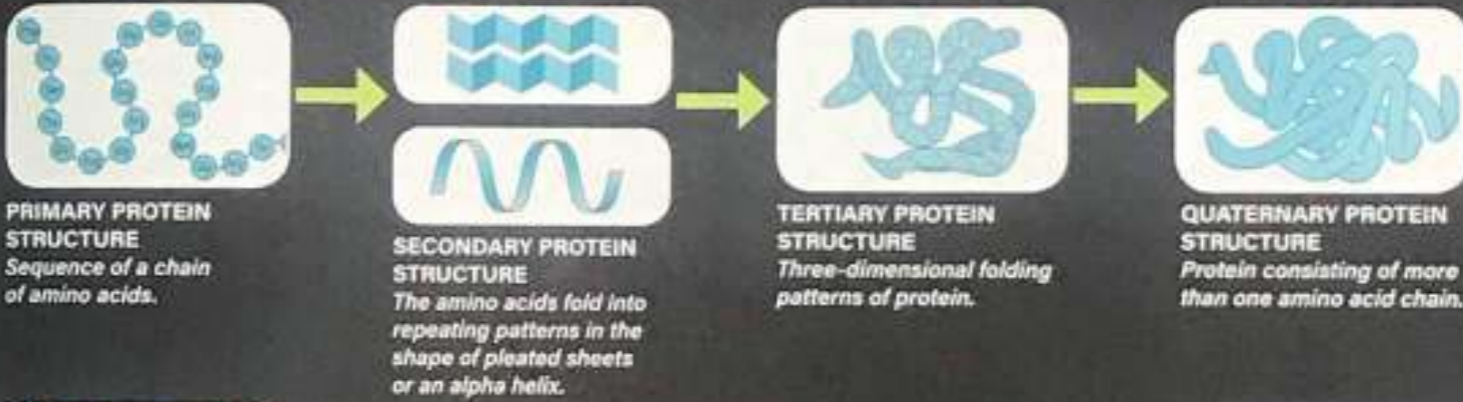 PRIMARY PROTEIN
STRUCTURE
Sequence of a chain
of amino acids.
SECONDARY PROTEIN
STRUCTURE
The amino acids fold into
repeating patterns in the
shape of pleated sheets
or an alpha helix.
TERTIARY PROTEIN
STRUCTURE
Three-dimensional folding
patterns of protein.
QUATERNARY PROTEIN
STRUCTURE
Protein consisting of more
than one amino acid chain.